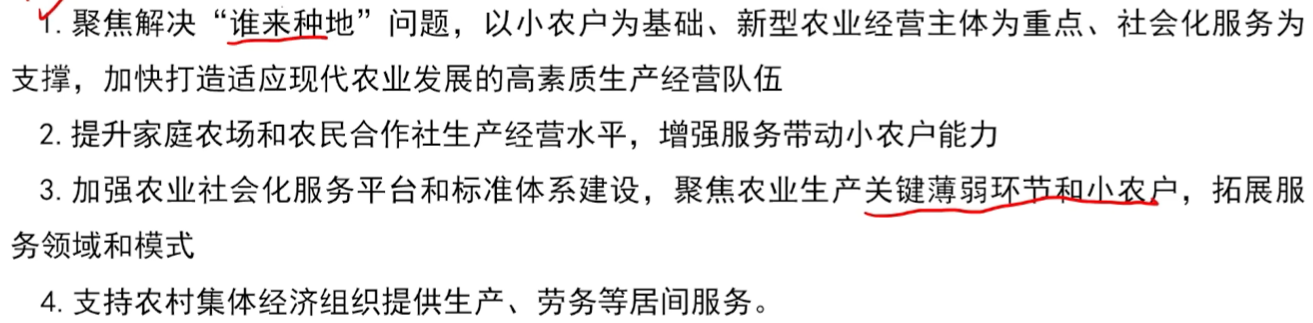 1. 聚焦解决“谁来种地”问题，以小农户为基础、新型农业经营主体为重点、社会化服务为
支撑，加快打造适应现代农业发展的高素质生产经营队伍
2. 提升家庭农场和农民合作社生产经营水平，增强服务带动小农户能力
3. 加强农业社会化服务平台和标准体系建设，聚焦农业生产关键薄弱环节和小农户，拓展服
务领域和模式
4. 支持农村集体经济组织提供生产、劳务等居间服务。